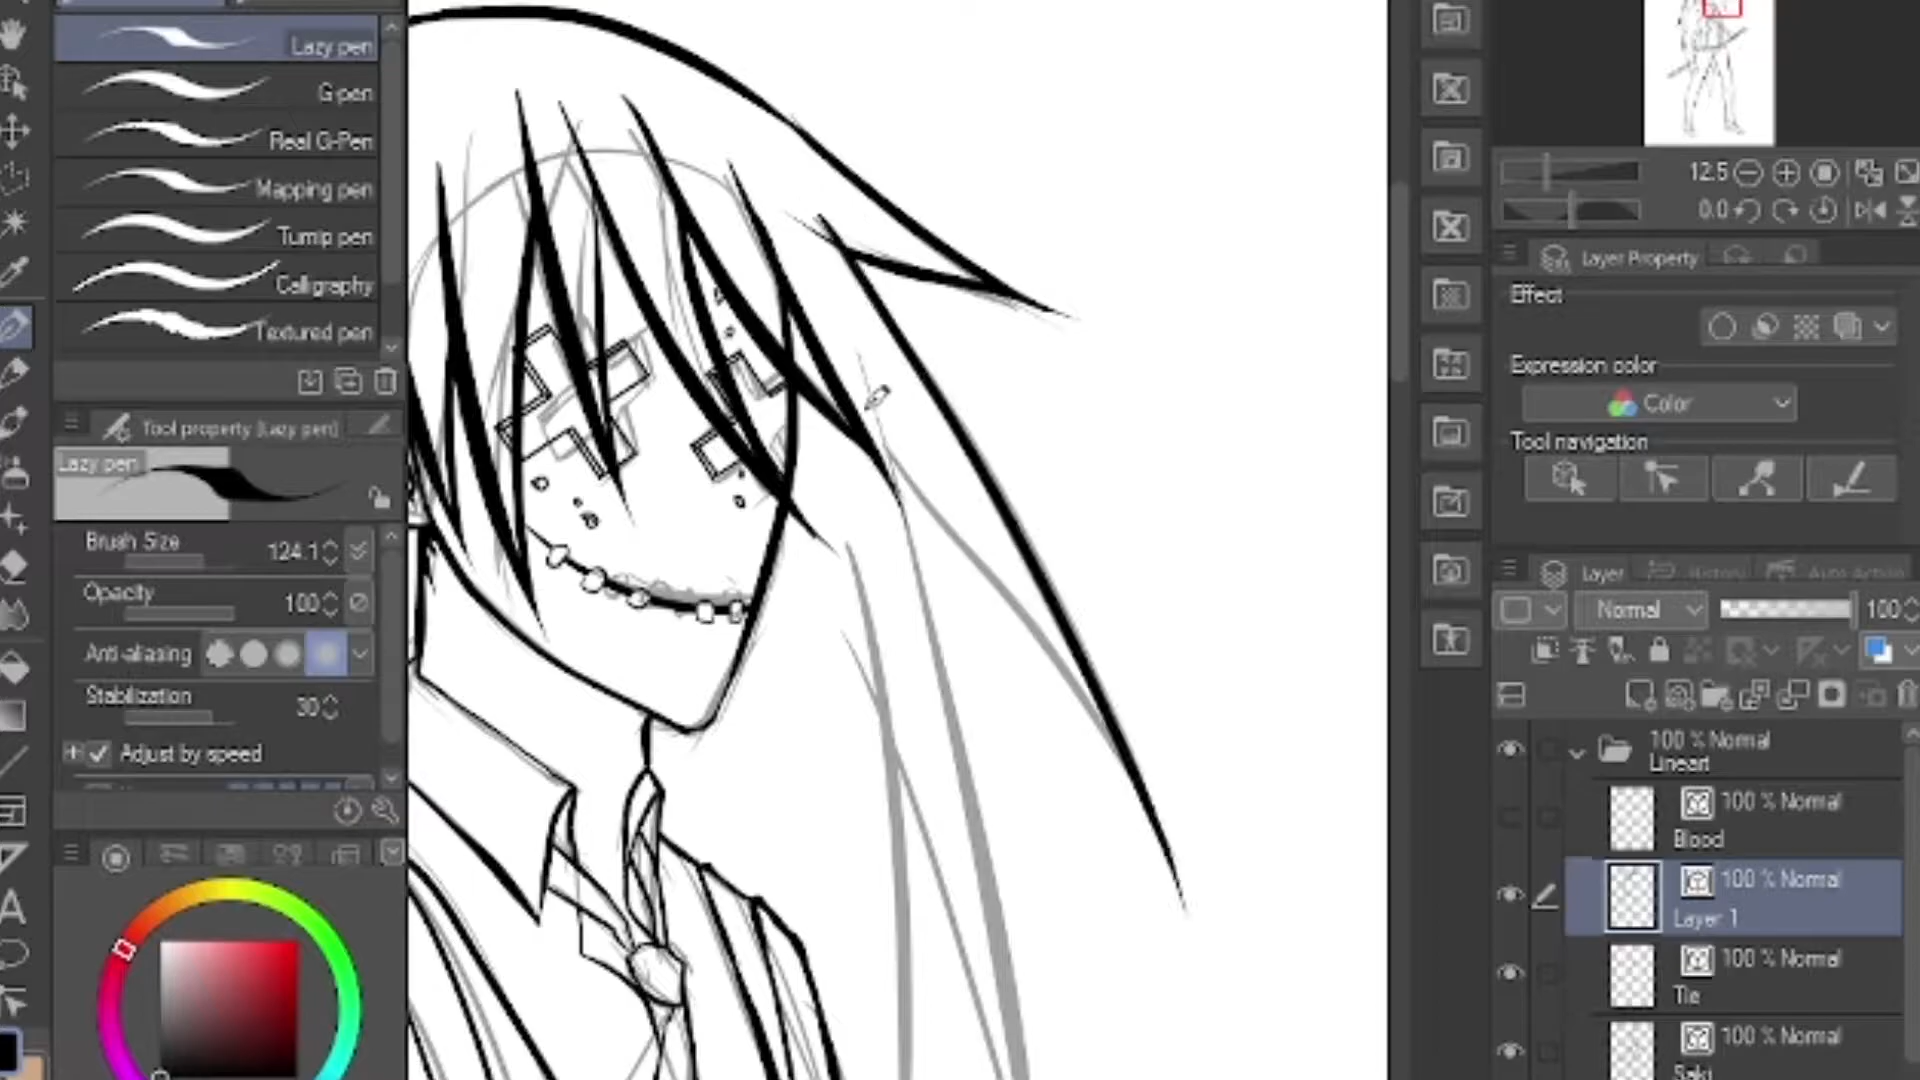 Lazy pen
G-pen
Real G-Pen
Mapping pen
Turnip pen
Calligraphy
Textured pen
Tool property (Lazy pen)
Lazy pen
Brush Size
124.1
Opacity
100
Anti-aliasing
Stabilization
30
Adjust by speed
12.5
0.0
Layer Property
Effect
Expression color
Color
Tool navigation
Layer
History
Auto Action
Normal
100
100 % Normal
Lineart
100 % Normal
Blood
100 % Normal
Layer 1
100 % Normal
Tie
100 % Normal